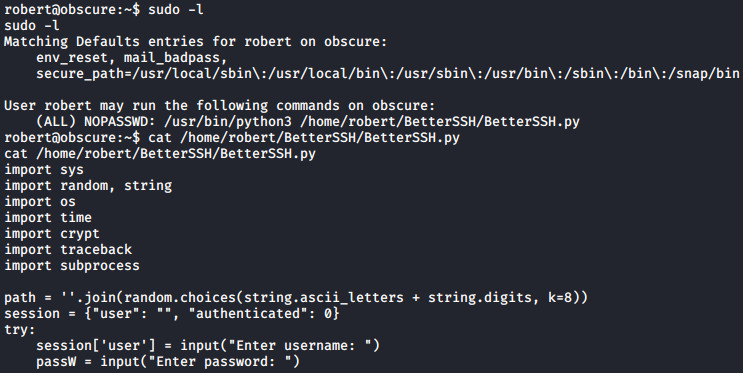 robert@obscure:~$ sudo -l
sudo -l
Matching Defaults entries for robert on obscure:
    env_reset, mail_badpass,
    secure_path=/usr/local/sbin\:/usr/local/bin\:/usr/sbin\:/usr/bin\:/sbin\:/bin\:/snap/bin

User robert may run the following commands on obscure:
    (ALL) NOPASSWD: /usr/bin/python3 /home/robert/BetterSSH/BetterSSH.py
robert@obscure:~$ cat /home/robert/BetterSSH/BetterSSH.py
cat /home/robert/BetterSSH/BetterSSH.py
import sys
import random, string
import os
import time
import crypt
import traceback
import subprocess

path = ''.join(random.choices(string.ascii_letters + string.digits, k=8))
session = {"user": "", "authenticated": 0}
try:
    session['user'] = input("Enter username: ")
    passW = input("Enter password: ")